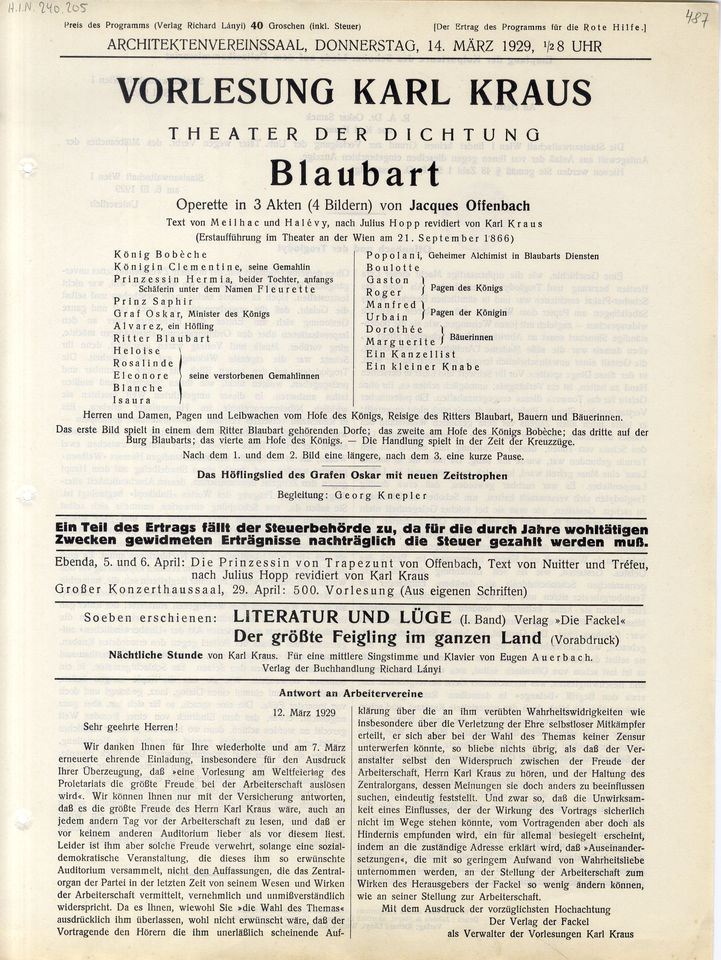 H.I.N. 240.205
487
Preis des Programms (Verlag Richard Lányi) 40 Groschen (inkl. Steuer) [Der Ertrag des Programms für die Rote Hilfe.]
ARCHITEKTENVEREINSSAAL, DONNERSTAG, 14. MÄRZ 1929, 1/2 8 UHR
VORLESUNG KARL KRAUS
THEATER DER DICHTUNG
Blaubart
Operette in 3 Akten (4 Bildern) von Jacques Offenbach
Text von Meilhac und Halévy, nach Julius Hopp revidiert von Karl Kraus
(Erstaufführung im Theater an der Wien am 21. September 1866)
König Bobèche
Königin Clementine, seine Gemahlin
Prinzessin Hermia, beider Tochter, anfangs
Schäferin unter dem Namen Fleurette
Prinz Saphir
Graf Oskar, Minister des Königs
Alvarez, ein Höfling
Ritter Blaubart
Heloise
Rosalinde
Eleonore } seine verstorbenen Gemahlinnen
Blanche
Isaura
Popolani, Geheimer Alchimist in Blaubarts Diensten
Boulotte
Gaston
Roger } Pagen des Königs
Manfred
Urbain } Pagen der Königin
Dorothée
Marguerite } Bäuerinnen
Ein Kanzellist
Ein kleiner Knabe
Herren und Damen, Pagen und Leibwachen vom Hofe des Königs, Reisige des Ritters Blaubart, Bauern und Bäuerinnen.
Das erste Bild spielt in einem dem Ritter Blaubart gehörenden Dorfe; das zweite am Hofe des Königs Bobèche; das dritte auf der
Burg Blaubarts; das vierte am Hofe des Königs. — Die Handlung spielt in der Zeit der Kreuzzüge.
Nach dem 1. und dem 2. Bild eine längere, nach dem 3. eine kurze Pause.
Das Höflingslied des Grafen Oskar mit neuen Zeitstrophen
Begleitung: Georg Knepler
Ein Teil des Ertrags fällt der Steuerbehörde zu, da für die durch Jahre wohltätigen
Zwecken gewidmeten Erträgnisse nachträglich die Steuer gezahlt werden muß.
Ebenda, 5. und 6. April: Die Prinzessin von Trapezunt von Offenbach, Text von Nuitter und Tréfeu,
nach Julius Hopp revidiert von Karl Kraus
Großer Konzerthaussaal, 29. April: 500. Vorlesung (Aus eigenen Schriften)
Soeben erschienen: LITERATUR UND LÜGE (I. Band) Verlag »Die Fackel«
Der größte Feigling im ganzen Land (Vorabdruck)
Nächtliche Stunde von Karl Kraus. Für eine mittlere Singstimme und Klavier von Eugen Auerbach.
Verlag der Buchhandlung Richard Lányi
Antwort an Arbeitervereine
12. März 1929
Sehr geehrte Herren!
Wir danken Ihnen für Ihre wiederholte und am 7. März
erneuerte ehrende Einladung, insbesondere für den Ausdruck
Ihrer Überzeugung, daß »eine Vorlesung am Weltfeiertag des
Proletariats die größte Freude bei der Arbeiterschaft auslösen
wird«. Wir können Ihnen nur mit der Versicherung antworten,
daß es die größte Freude des Herrn Karl Kraus wäre, auch an
jedem andern Tag vor der Arbeiterschaft zu lesen, und daß er
vor keinem anderen Auditorium lieber als vor diesem liest.
Leider ist ihm aber solche Freude verwehrt, solange eine sozial-
demokratische Veranstaltung, die dieses ihm so erwünschte
Auditorium versammelt, nicht den Auffassungen, die das Zentral-
organ der Partei in der letzten Zeit von seinem Wesen und Wirken
der Arbeiterschaft vermittelt, vernehmlich und unmißverständlich
widerspricht. Da es Ihnen, wiewohl Sie »die Wahl des Themas«
ausdrücklich ihm überlassen, wohl nicht erwünscht wäre, daß der
Vortragende den Hörern die ihm unerläßlich scheinende Auf-
klärung über die an ihm verübten Wahrheitswidrigkeiten wie
insbesondere über die Verletzung der Ehre selbstloser Mitkämpfer
erteilt, er sich aber bei der Wahl des Themas keiner Zensur
unterwerfen könnte, so bliebe nichts übrig, als daß der Ver-
anstalter selbst den Widerspruch zwischen der Freude der
Arbeiterschaft, Herrn Karl Kraus zu hören, und der Haltung des
Zentralorgans, dessen Meinungen sie doch anders zu beeinflussen
suchen, eindeutig feststellt. Und zwar so, daß die Unwirksam-
keit eines Einflusses, der der Wirkung des Vortrags sicherlich
nicht im Wege stehen könnte, vom Vortragenden aber doch als
Hindernis empfunden wird, ein für allemal besiegelt erscheint,
indem an die zuständige Adresse erklärt wird, daß »Auseinander-
setzungen«, die mit so geringem Aufwand von Wahrheitsliebe
unternommen werden, an der Stellung der Arbeiterschaft zum
Wirken des Herausgebers der Fackel so wenig ändern können,
wie an seiner Stellung zur Arbeiterschaft.
Mit dem Ausdruck der vorzüglichsten Hochachtung
Der Verlag der Fackel
als Verwalter der Vorlesungen Karl Kraus